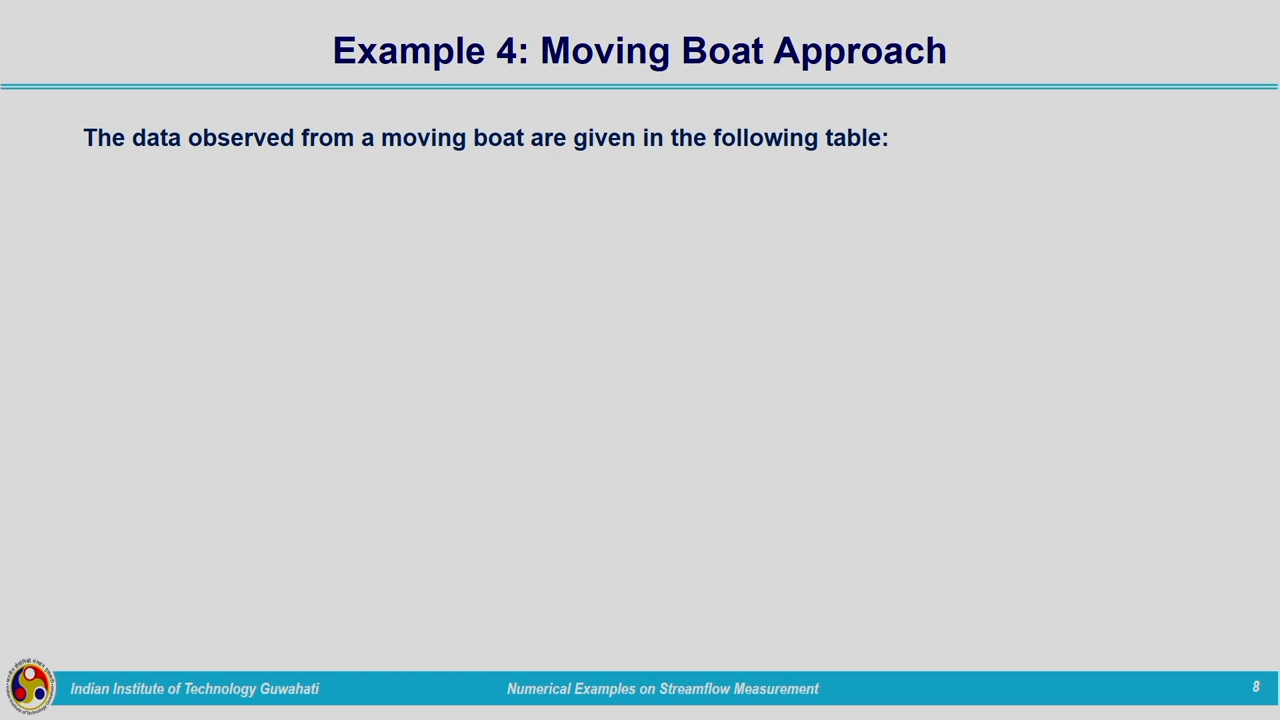 Example 4: Moving Boat Approach
The data observed from a moving boat are given in the following table:
Indian Institute of Technology Guwahati
Numerical Examples on Streamflow Measurement
8